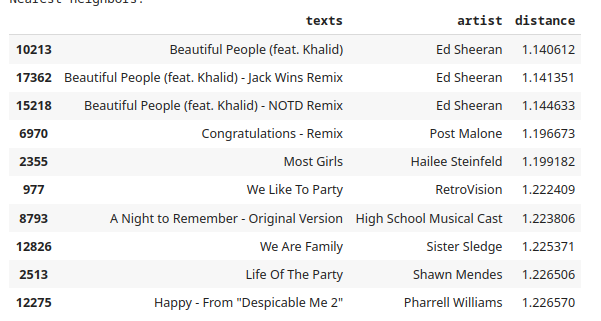 Nearest neighbors:
texts artist distance
10213 Beautiful People (feat. Khalid) Ed Sheeran 1.140612
17362 Beautiful People (feat. Khalid) - Jack Wins Remix Ed Sheeran 1.141351
15218 Beautiful People (feat. Khalid) - NOTD Remix Ed Sheeran 1.144633
6970 Congratulations - Remix Post Malone 1.196673
2355 Most Girls Hailee Steinfeld 1.199182
977 We Like To Party RetroVision 1.222409
8793 A Night to Remember - Original Version High School Musical Cast 1.223806
12826 We Are Family Sister Sledge 1.225371
2513 Life Of The Party Shawn Mendes 1.226506
12275 Happy - From "Despicable Me 2" Pharrell Williams 1.226570